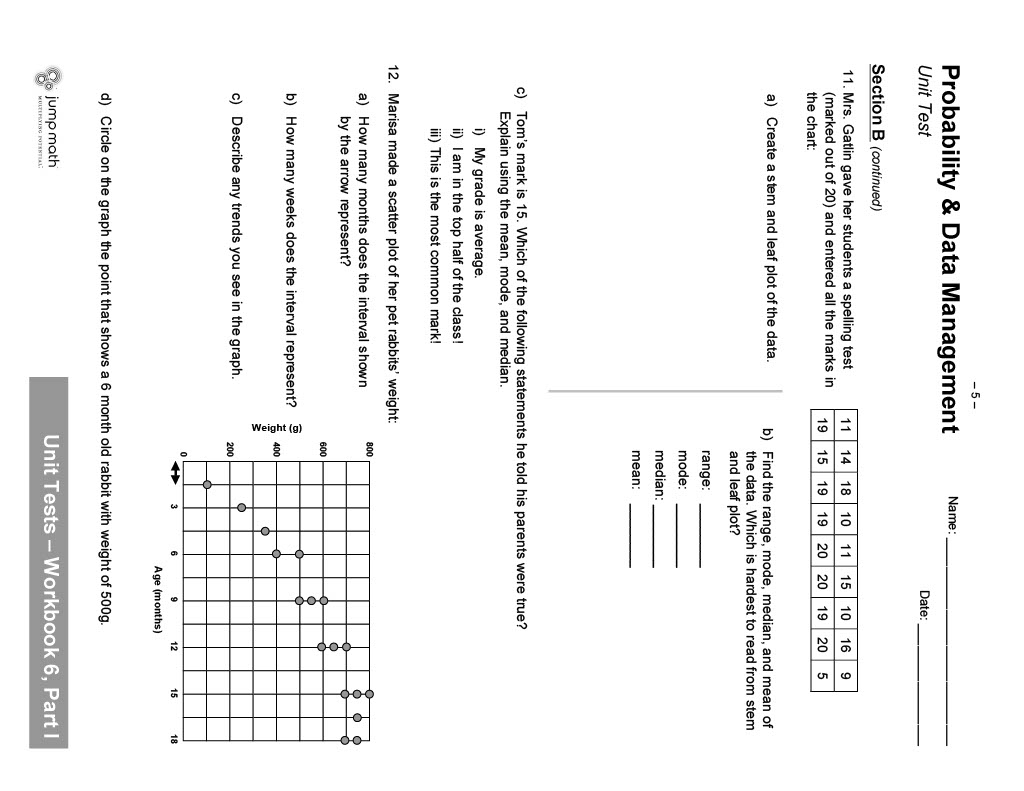 – 5 –
Probability & Data Management
Unit Test
Name: ____________________
Date: ____________________
Section B (continued)
11. Mrs. Gatlin gave her students a spelling test
(marked out of 20) and entered all the marks in
the chart:
11 14 18 10 11 15 10 16 9
19 15 19 19 20 20 19 20 5
a) Create a stem and leaf plot of the data.
b) Find the range, mode, median, and mean of
the data. Which is hardest to read from stem
and leaf plot?
range: __________
mode: __________
median: __________
mean: __________
c) Tom's mark is 15. Which of the following statements he told his parents were true?
Explain using the mean, mode, and median.
i) My grade is average.
ii) I am in the top half of the class!
iii) This is the most common mark!
12. Marisa made a scatter plot of her pet rabbits' weight:
a) How many months does the interval shown
by the arrow represent?
b) How many weeks does the interval represent?
c) Describe any trends you see in the graph.
Weight (g)
800
600
400
200
0
3 6 9 12 15 18
Age (months)
d) Circle on the graph the point that shows a 6 month old rabbit with weight of 500g.
jump math
MULTIPLYING POTENTIAL.
Unit Tests – Workbook 6, Part I